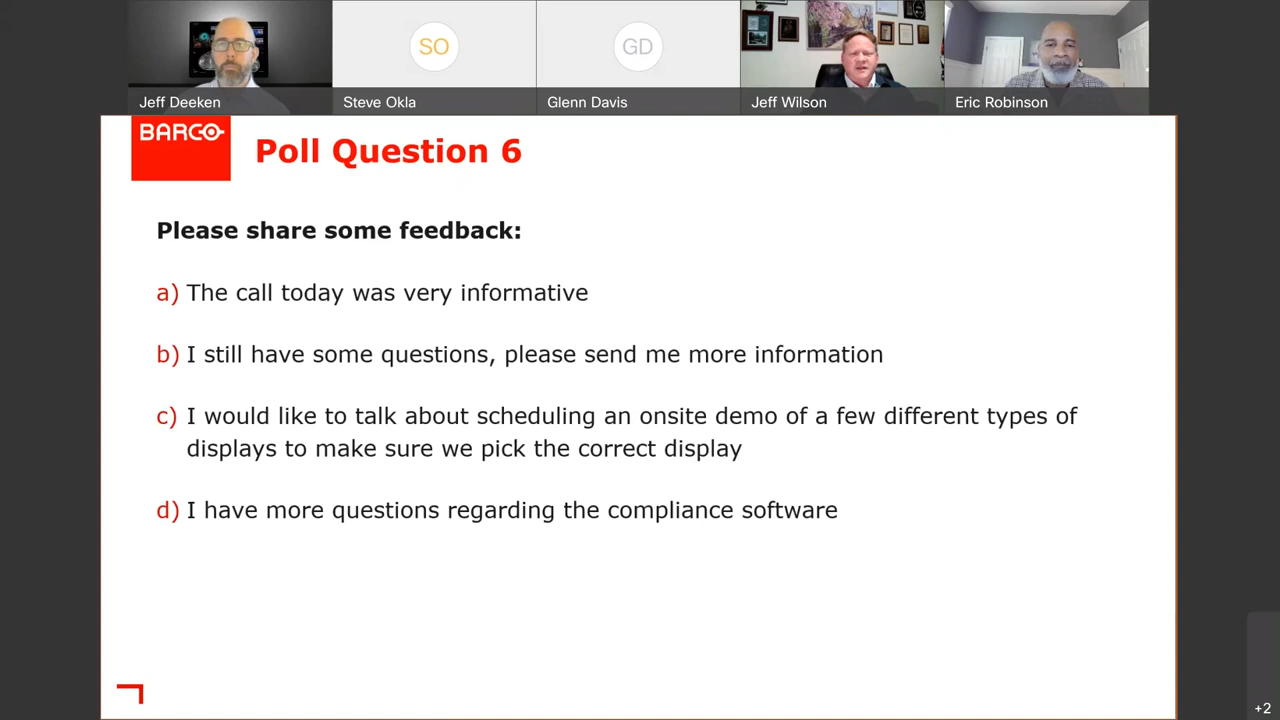 SO
GD
Jeff Deeken
Steve Okla
Glenn Davis
Jeff Wilson
Eric Robinson
BARCO
Poll Question 6
Please share some feedback:
a) The call today was very informative
b) I still have some questions, please send me more information
c) I would like to talk about scheduling an onsite demo of a few different types of
displays to make sure we pick the correct display
d) I have more questions regarding the compliance software
+2